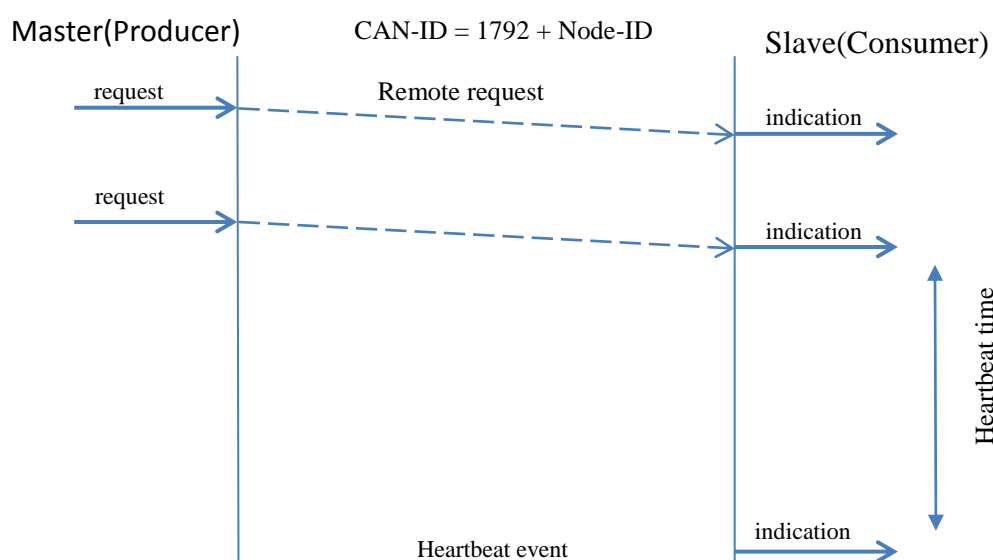 Master(Producer)
CAN-ID = 1792 + Node-ID
Slave(Consumer)
request
Remote request
indication
request
indication
Heartbeat time
indication
Heartbeat event